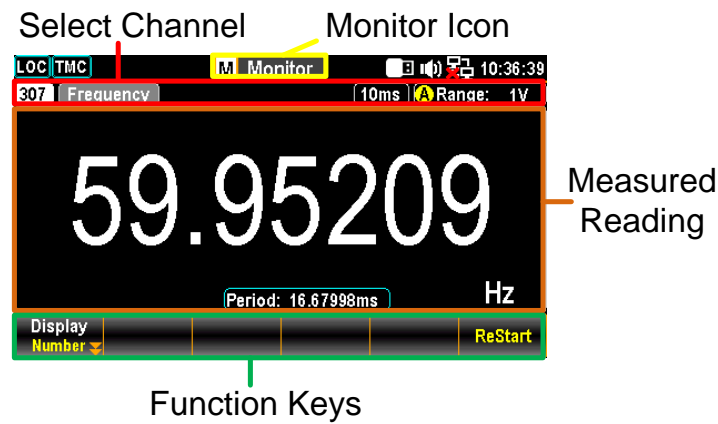 Select Channel Monitor Icon
LOC TMC M Monitor 10:36:39
307 Frequency 10ms A Range: 1V
59.95209
Measured
Reading
Period: 16.67998ms Hz
Display
Number ReStart
Function Keys